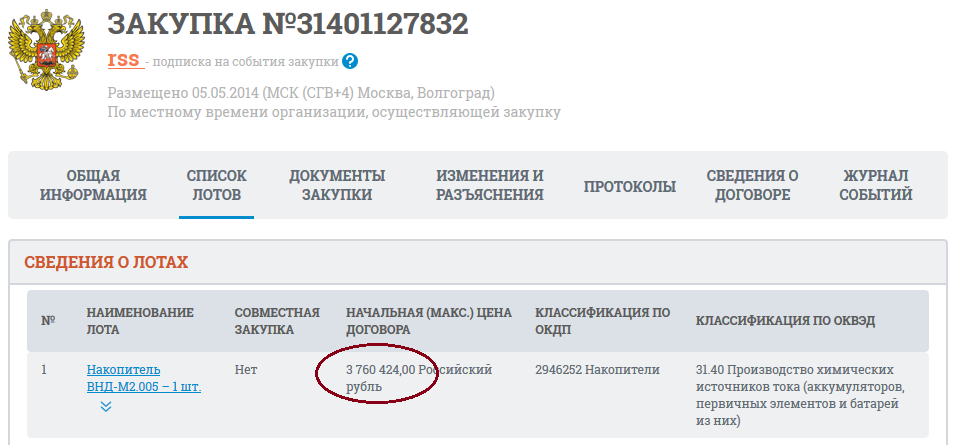 ЗАКУПКА №31401127832
rss - подписка на события закупки ?
Размещено 05.05.2014 (МСК (СГВ+4) Москва, Волгоград)
По местному времени организации, осуществляющей закупку
ОБЩАЯ ИНФОРМАЦИЯ
СПИСОК ЛОТОВ
ДОКУМЕНТЫ ЗАКУПКИ
ИЗМЕНЕНИЯ И РАЗЪЯСНЕНИЯ
ПРОТОКОЛЫ
СВЕДЕНИЯ О ДОГОВОРЕ
ЖУРНАЛ СОБЫТИЙ
СВЕДЕНИЯ О ЛОТАХ
№
НАИМЕНОВАНИЕ
ЛОТА
СОВМЕСТНАЯ
ЗАКУПКА
НАЧАЛЬНАЯ (МАКС.) ЦЕНА
ДОГОВОРА
КЛАССИФИКАЦИЯ ПО
ОКДП
КЛАССИФИКАЦИЯ ПО ОКВЭД
1
Накопитель
ВНД-М2.005 – 1 шт.
Нет
3 760 424,00 Российский
рубль
2946252 Накопители
31.40 Производство химических
источников тока (аккумуляторов,
первичных элементов и батарей
из них)